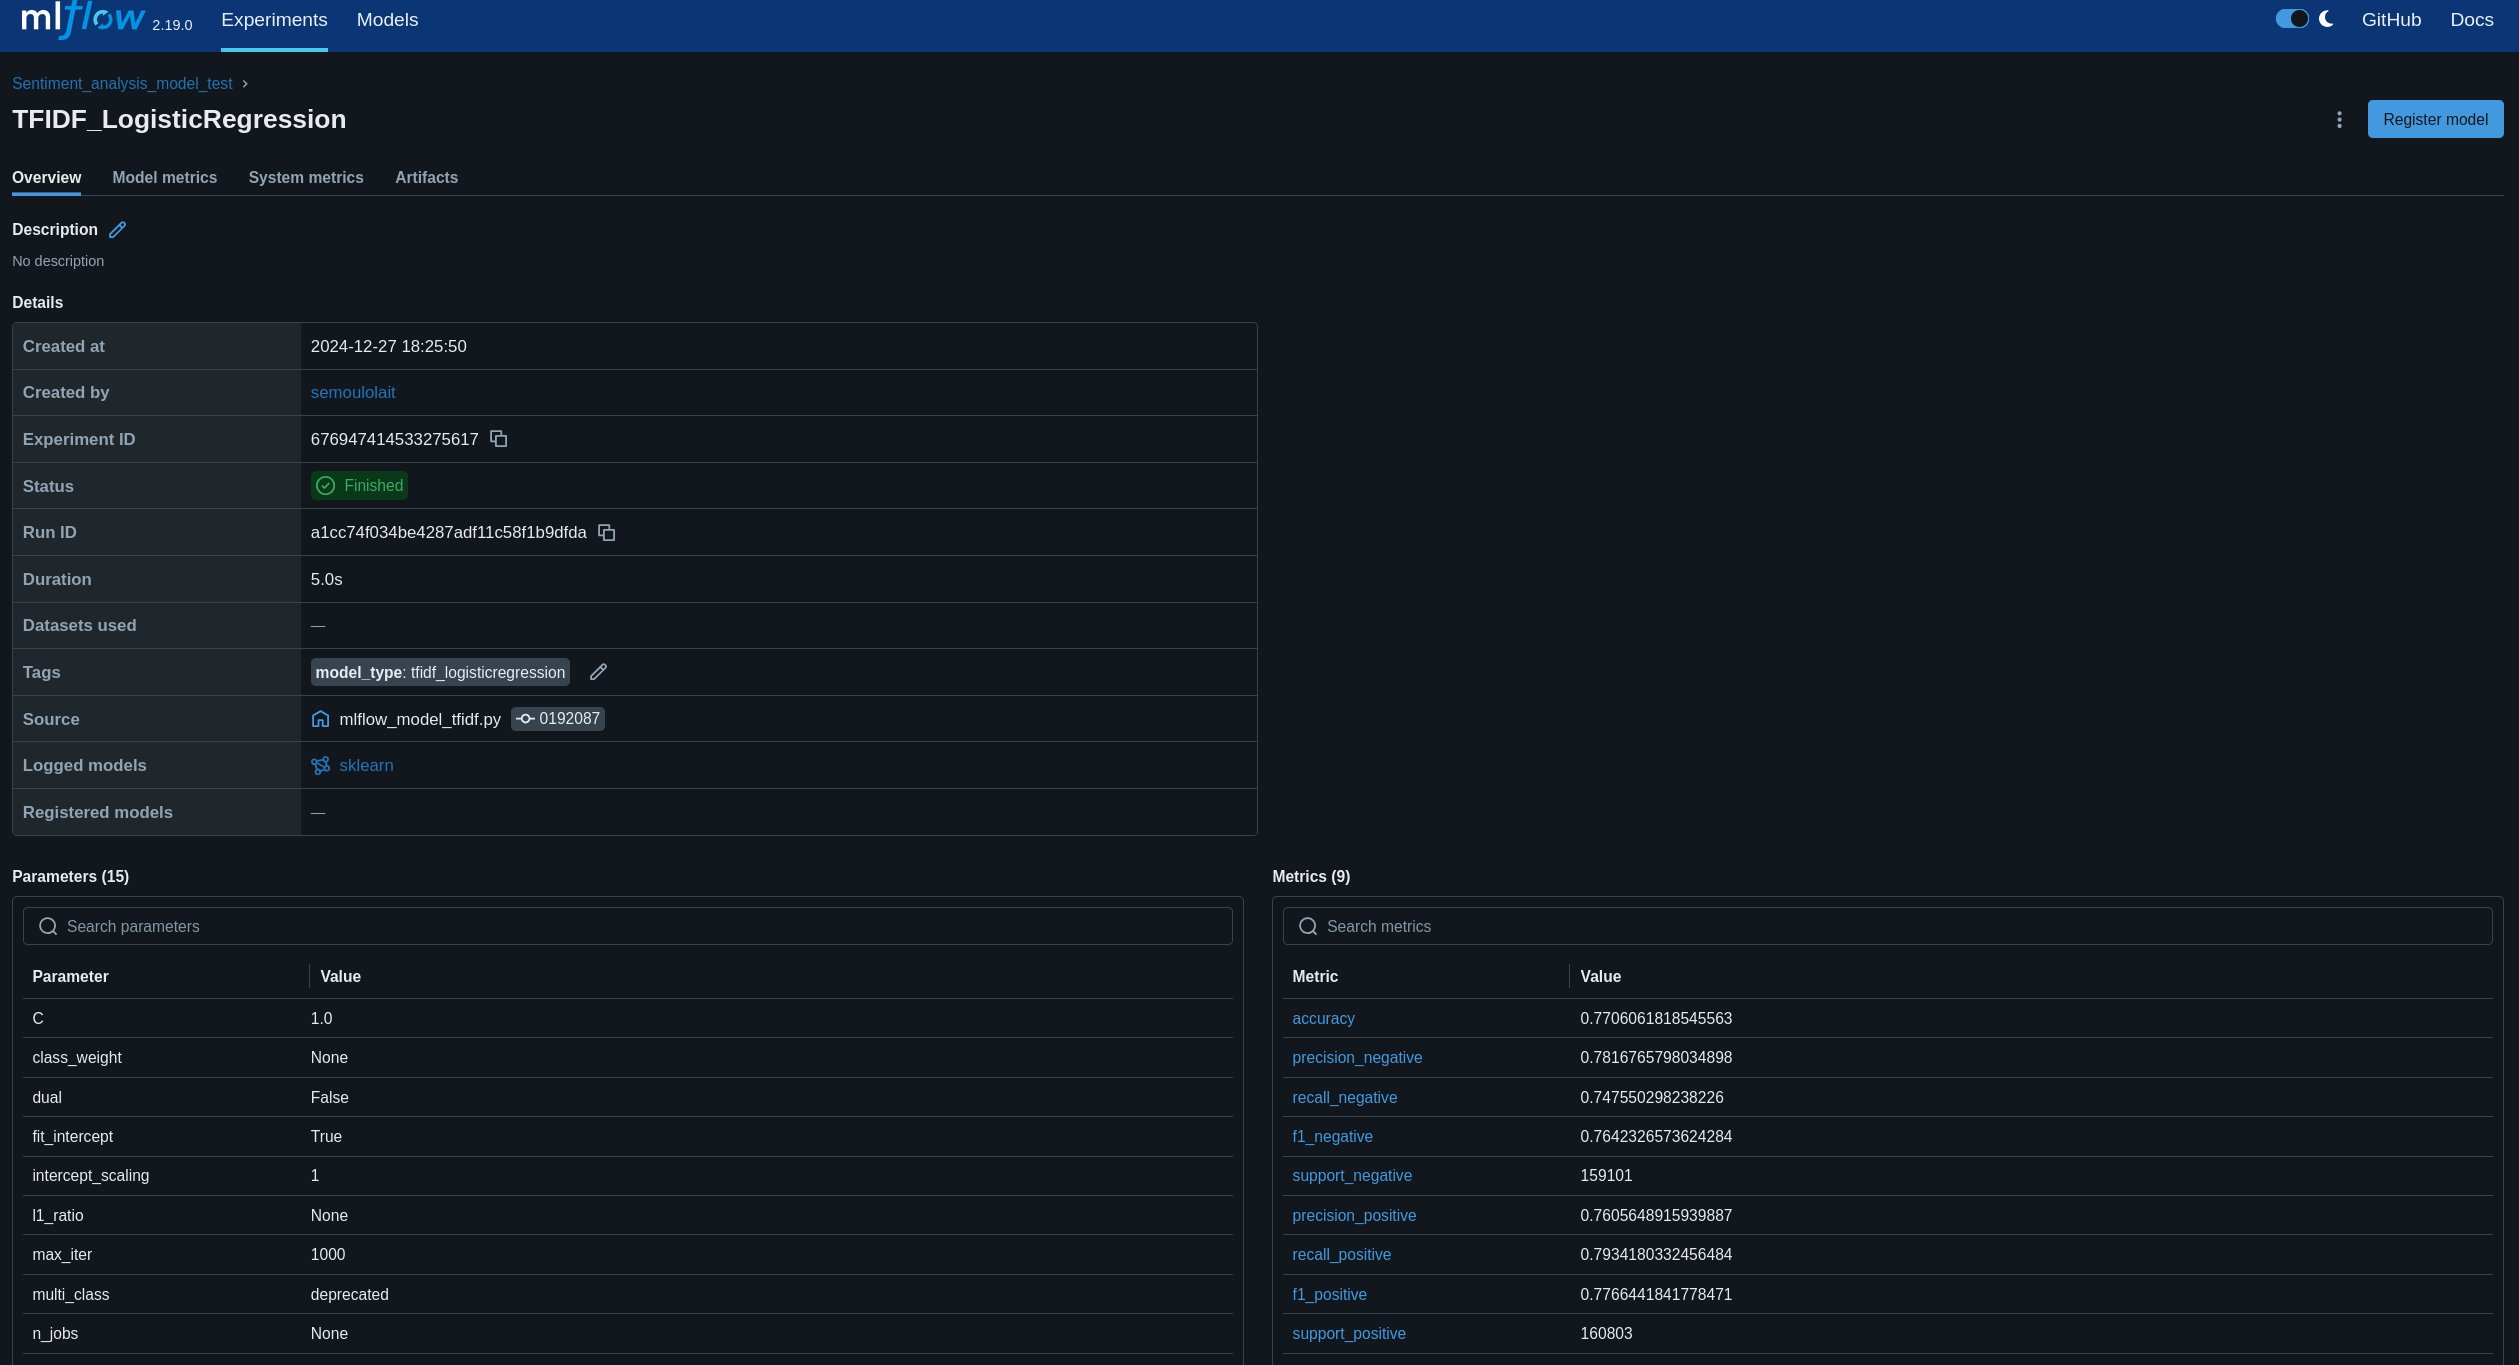 mlflow 2.19.0 Experiments Models GitHub Docs
Sentiment_analysis_model_test
TFIDF_LogisticRegression
Register model
Overview Model metrics System metrics Artifacts
Description
No description
Details
Created at 2024-12-27 18:25:50
Created by semoulolait
Experiment ID 676947414533275617
Status Finished
Run ID a1cc74f034be4287adf11c58f1b9dfda
Duration 5.0s
Datasets used —
Tags model_type: tfidf_logisticregression
Source mlflow_model_tfidf.py 0192087
Logged models sklearn
Registered models —
Parameters (15)
Search parameters
Parameter Value
C 1.0
class_weight None
dual False
fit_intercept True
intercept_scaling 1
l1_ratio None
max_iter 1000
multi_class deprecated
n_jobs None
Metrics (9)
Search metrics
Metric Value
accuracy 0.7706061818545563
precision_negative 0.7816765798034898
recall_negative 0.747550298238226
f1_negative 0.7642326573624284
support_negative 159101
precision_positive 0.7605648915939887
recall_positive 0.7934180332456484
f1_positive 0.7766441841778471
support_positive 160803